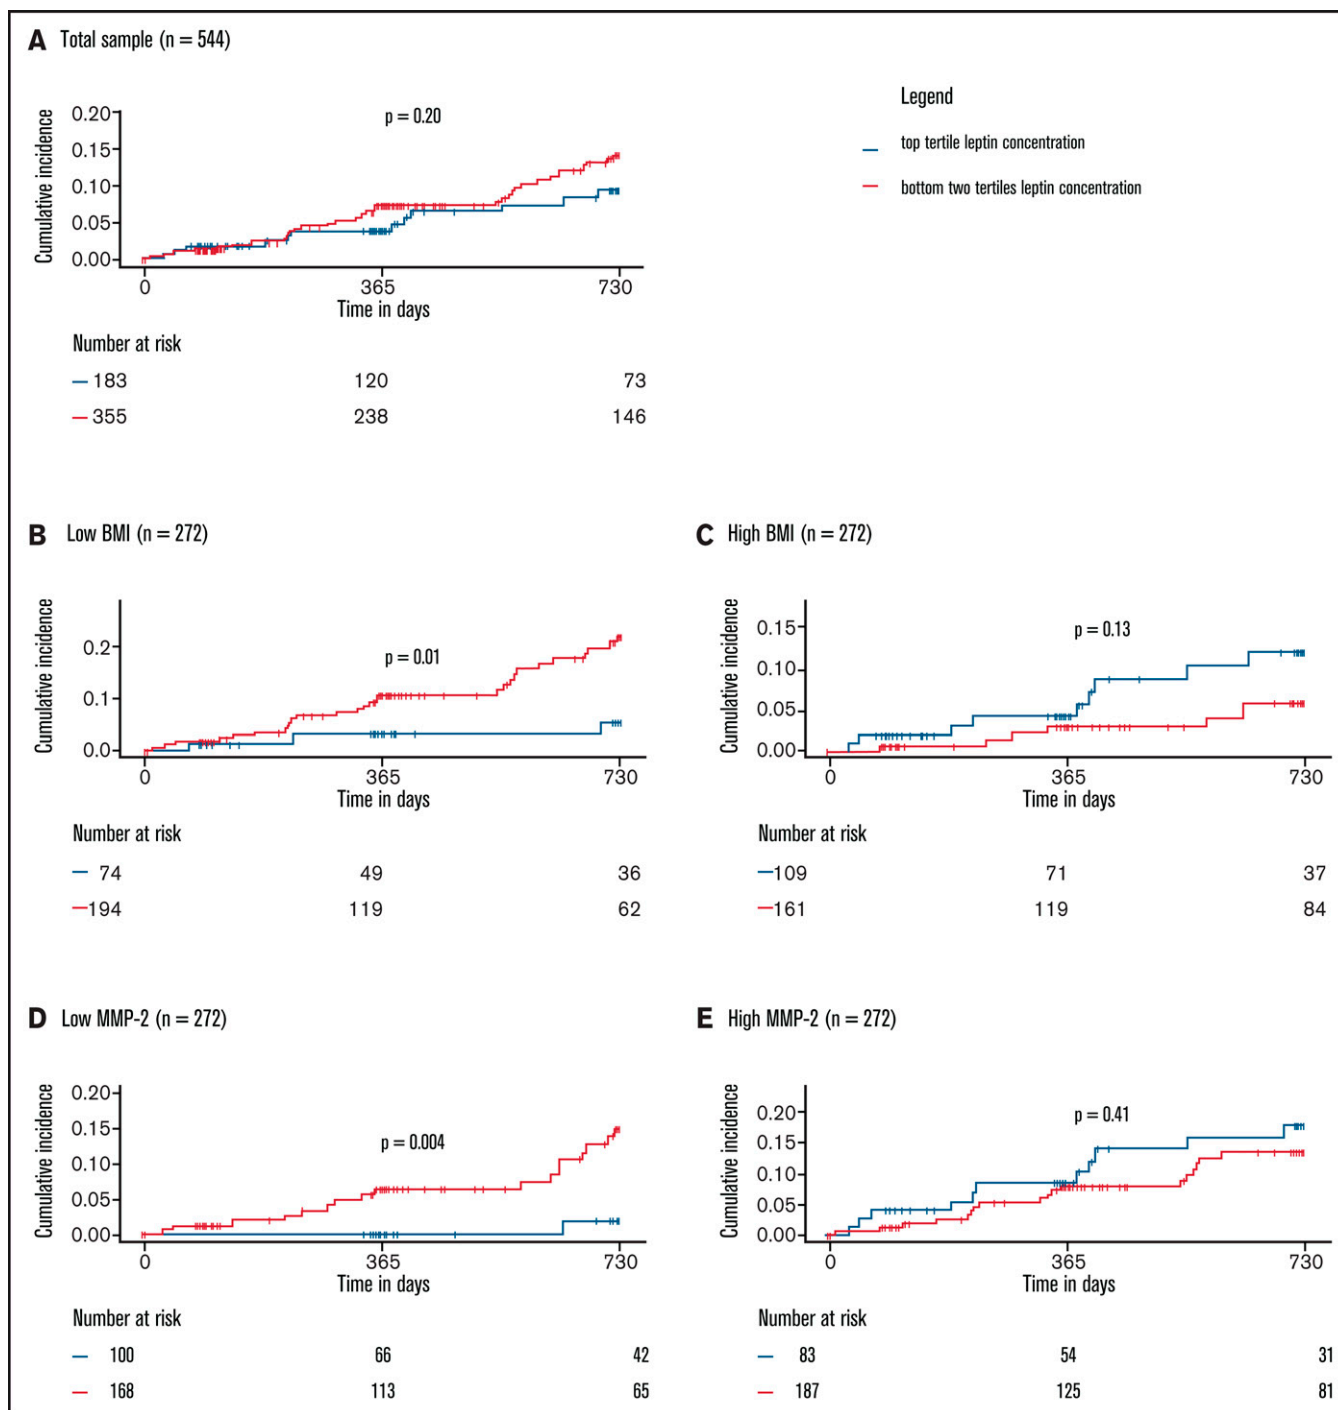 A Total sample (n = 544)
Cumulative incidence
0.20
0.15
0.10
0.05
0.00
p = 0.20
0 365 730
Time in days
Number at risk
183 120 73
355 238 146
Legend
top tertile leptin concentration
bottom two tertiles leptin concentration
B Low BMI (n = 272)
Cumulative incidence
0.2
0.1
0.0
p = 0.01
0 365 730
Time in days
Number at risk
74 49 36
194 119 62
C High BMI (n = 272)
Cumulative incidence
0.15
0.10
0.05
0.00
p = 0.13
0 365 730
Time in days
Number at risk
109 71 37
161 119 84
D Low MMP-2 (n = 272)
Cumulative incidence
0.20
0.15
0.10
0.05
0.00
p = 0.004
0 365 730
Time in days
Number at risk
100 66 42
168 113 65
E High MMP-2 (n = 272)
Cumulative incidence
0.20
0.15
0.10
0.05
0.00
p = 0.41
0 365 730
Time in days
Number at risk
83 54 31
187 125 81